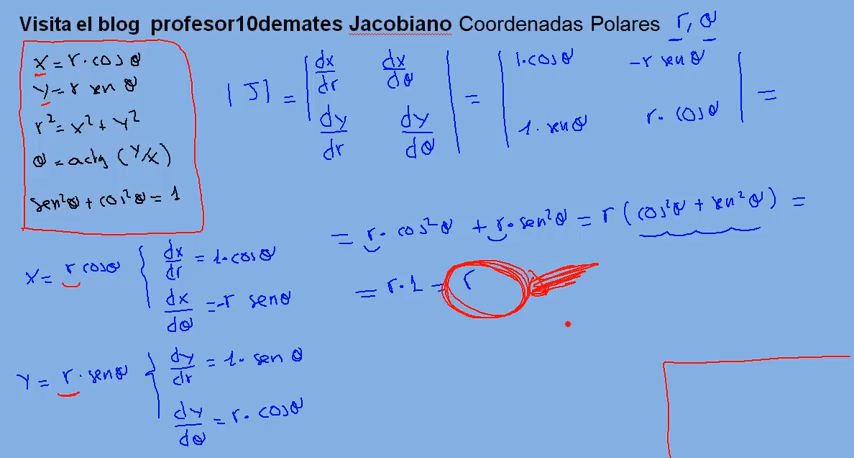 Visita el blog profesor10demates Jacobiano Coordenadas Polares r, θ
x = r · cos θ
y = r sen θ
r² = x² + y²
θ = actg (y/x)
sen²θ + cos²θ = 1
|J| = | dx/dr dx/dθ | = | 1·cos θ -r sen θ | =
| dy/dr dy/dθ | | 1·sen θ r·cos θ |
= r · cos²θ + r · sen²θ = r (cos²θ + sen²θ) =
= r · 1 = r
x = r cos θ { dx/dr = 1·cos θ
dx/dθ = -r sen θ
y = r · sen θ { dy/dr = 1·sen θ
dy/dθ = r · cos θ